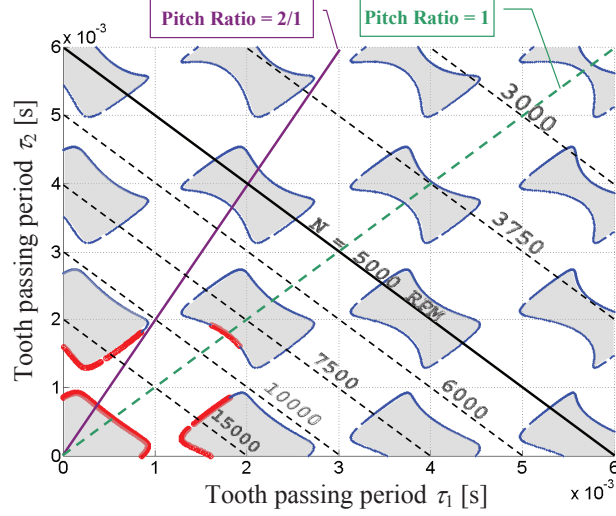 Pitch Ratio = 2/1
Pitch Ratio = 1
6 x 10⁻³
5
4
3
2
1
0
Tooth passing period τ₂ [s]
3000
3750
N = 5000 RPM
6000
7500
10000
15000
0 1 2 3 4 5 6
x 10⁻³
Tooth passing period τ₁ [s]